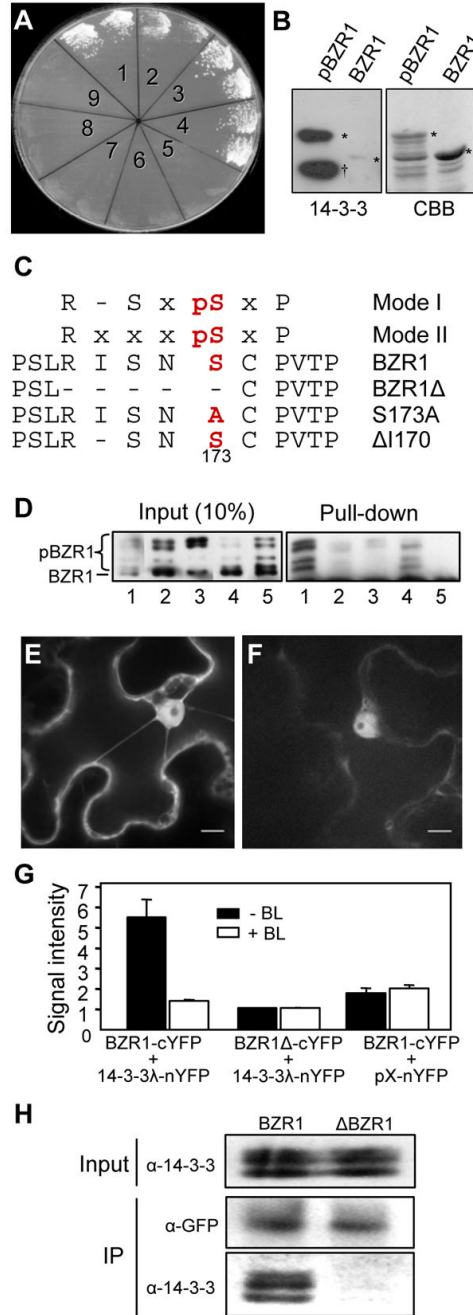 A
1
2
3
4
5
6
7
8
9
B
pBZR1
BZR1
pBZR1
BZR1
*
*
†
*
*
14-3-3
CBB
C
R - S x pS x P Mode I
R x x x pS x P Mode II
PSLR I S N S C PVTP BZR1
PSL- - - - - C PVTP BZR1Δ
PSLR I S N A C PVTP S173A
PSLR - S N S C PVTP ΔI170
173
D
Input (10%)
Pull-down
pBZR1
BZR1
1 2 3 4 5
1 2 3 4 5
E
F
G
Signal intensity
7
6
5
4
3
2
1
0
- BL
+ BL
BZR1-cYFP
+
14-3-3λ-nYFP
BZR1Δ-cYFP
+
14-3-3λ-nYFP
BZR1-cYFP
+
pX-nYFP
H
BZR1
ΔBZR1
Input
α-14-3-3
IP
α-GFP
α-14-3-3